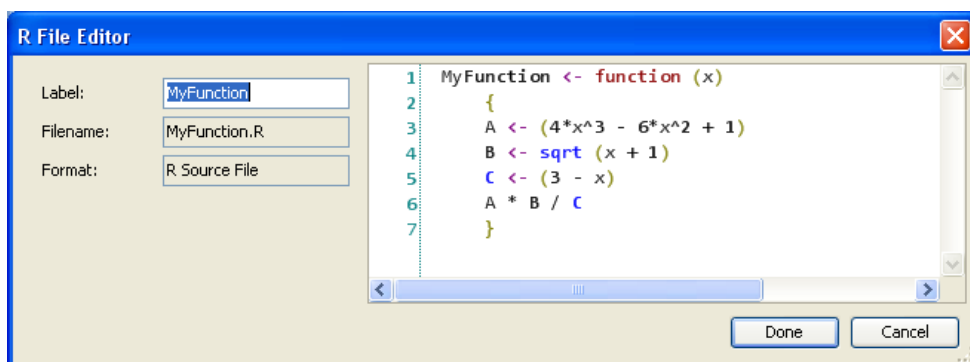 R File Editor
Label: MyFunction
Filename: MyFunction.R
Format: R Source File
1 MyFunction <- function (x)
2 {
3 A <- (4*x^3 - 6*x^2 + 1)
4 B <- sqrt (x + 1)
5 C <- (3 - x)
6 A * B / C
7 }
Done Cancel